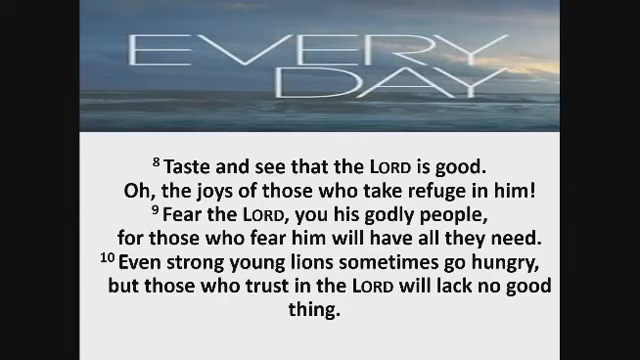 EVERY
DAY
8 Taste and see that the LORD is good.
Oh, the joys of those who take refuge in him!
9 Fear the LORD, you his godly people,
for those who fear him will have all they need.
10 Even strong young lions sometimes go hungry,
but those who trust in the LORD will lack no good
thing.